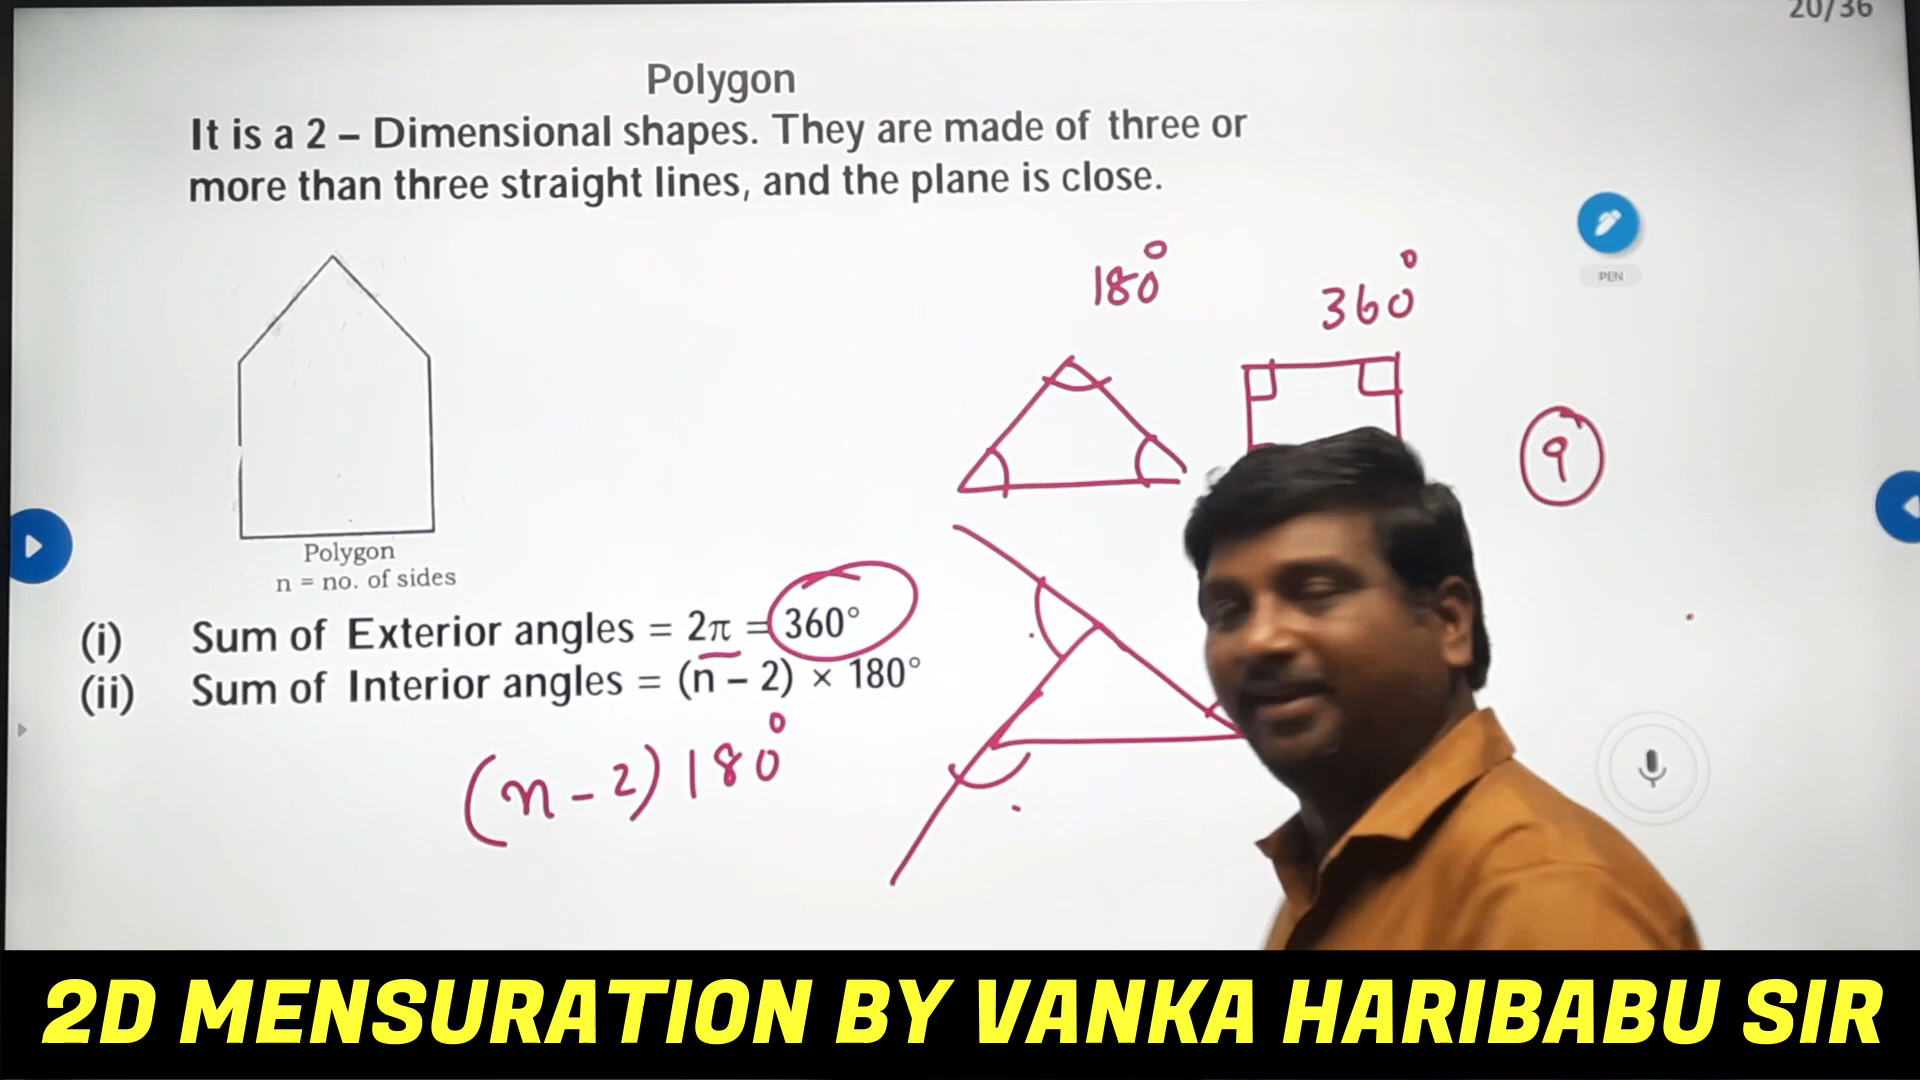 20/36
Polygon
It is a 2 – Dimensional shapes. They are made of three or
more than three straight lines, and the plane is close.
PEN
180°
360°
9
Polygon
n = no. of sides
(i) Sum of Exterior angles = 2π = 360°
(ii) Sum of Interior angles = (n – 2) × 180°
(n - 2) 180°
2D MENSURATION BY VANKA HARIBABU SIR